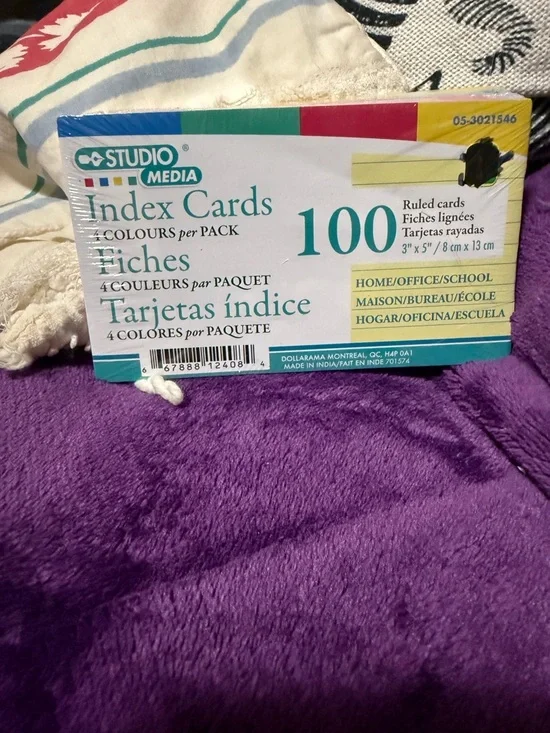 05-3021546
STUDIO®
MEDIA
Index Cards
4 COLOURS per PACK
Fiches
4 COULEURS par PAQUET
Tarjetas índice
4 COLORES por PAQUETE
100
Ruled cards
Fiches lignées
Tarjetas rayadas
3" x 5" / 8 cm x 13 cm
HOME/OFFICE/SCHOOL
MAISON/BUREAU/ÉCOLE
HOGAR/OFICINA/ESCUELA
6 67888 12408 4
DOLLARAMA MONTREAL, QC, H4P 0A1
MADE IN INDIA/FAIT EN INDE 701574